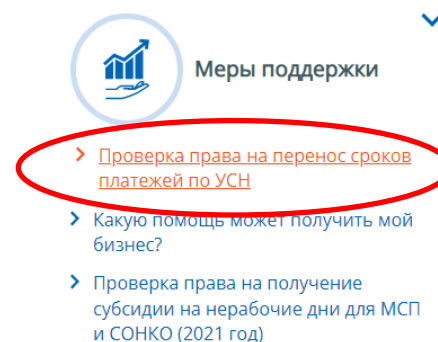 Меры поддержки
Проверка права на перенос сроков
платежей по УСН
Какую помощь может получить мой
бизнес?
Проверка права на получение
субсидии на нерабочие дни для МСП
и СОНКО (2021 год)